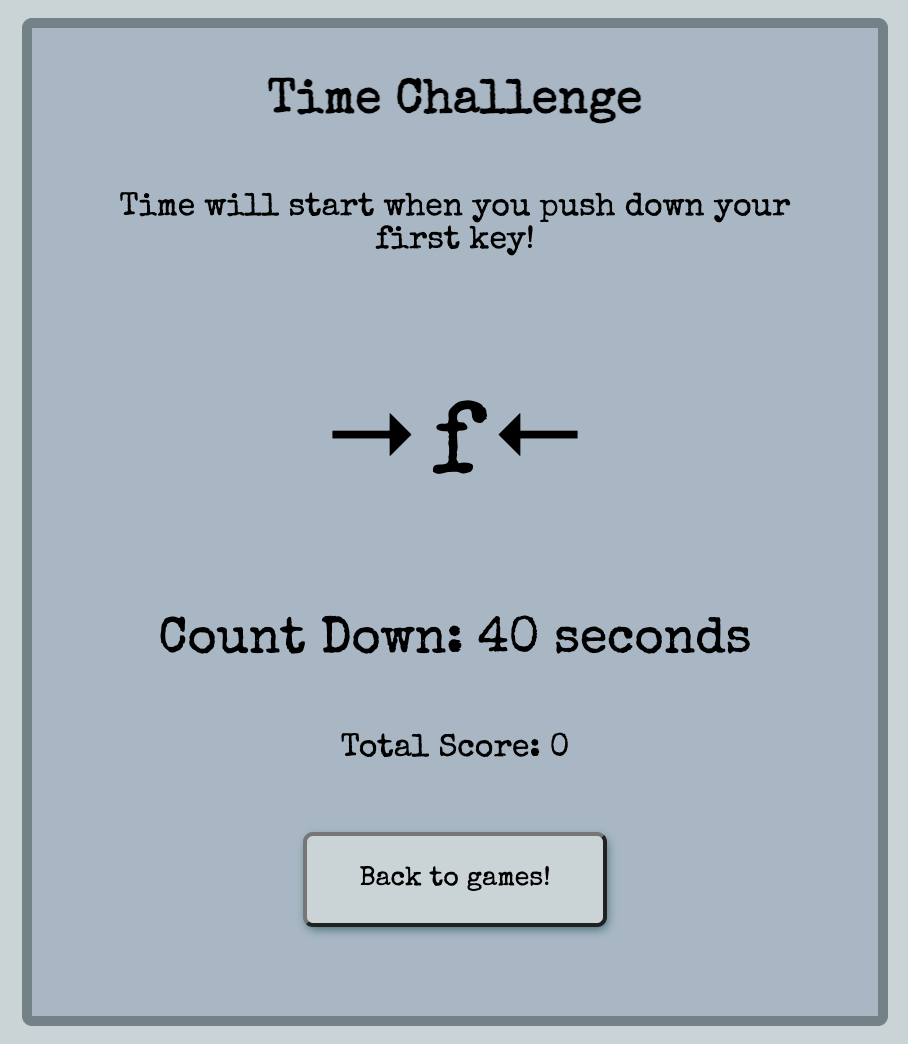 Time Challenge
Time will start when you push down your
first key!
→ f ←
Count Down: 40 seconds
Total Score: 0
Back to games!